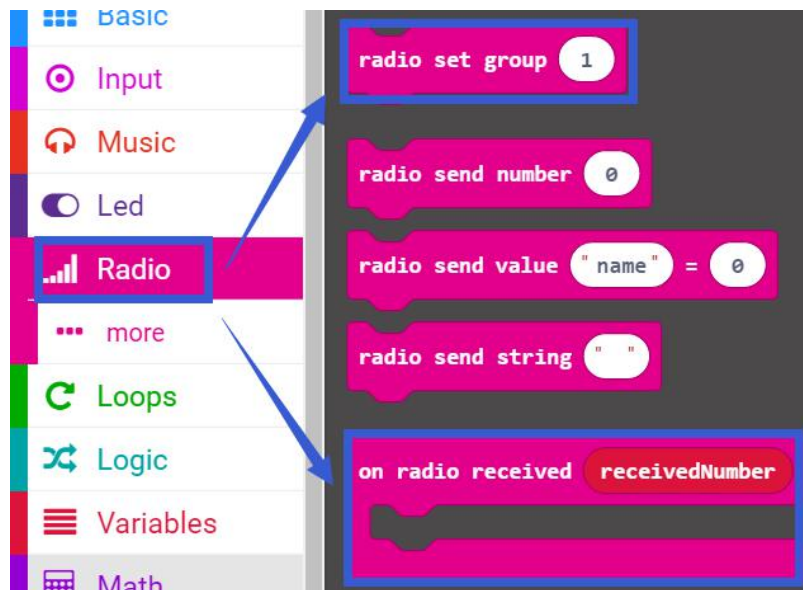 Basic
Input
Music
Led
Radio
more
Loops
Logic
Variables
Math
radio set group 1
radio send number 0
radio send value "name" = 0
radio send string " "
on radio received receivedNumber